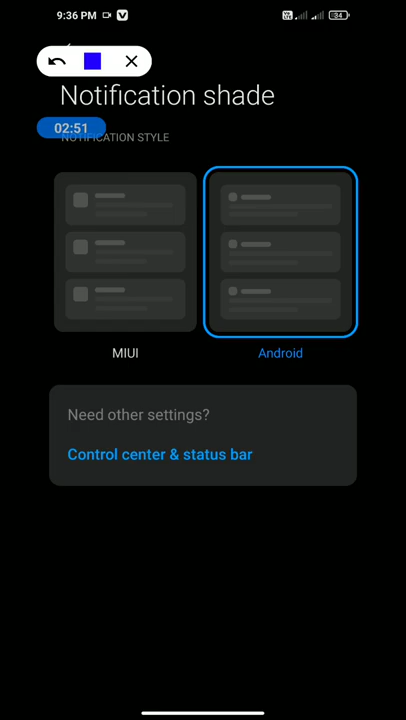 9:36 PM
34
Notification shade
02:51
NOTIFICATION STYLE
MIUI
Android
Need other settings?
Control center & status bar